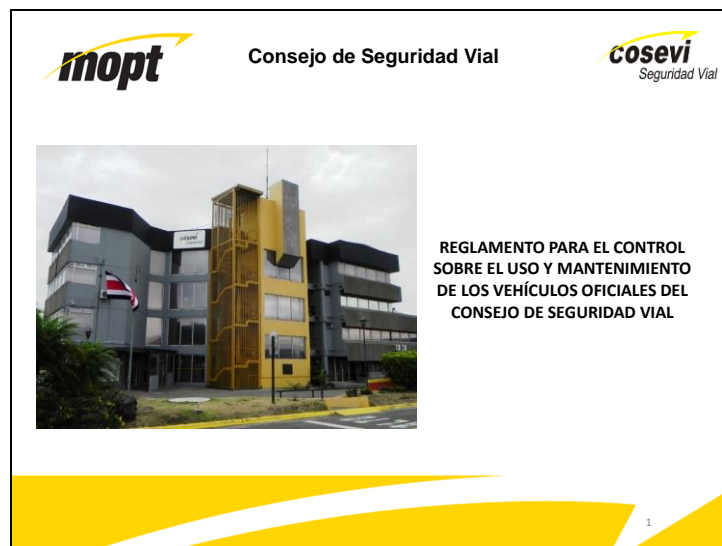 mopt
Consejo de Seguridad Vial
cosevi
Seguridad Vial
cosevi
REGLAMENTO PARA EL CONTROL
SOBRE EL USO Y MANTENIMIENTO
DE LOS VEHÍCULOS OFICIALES DEL
CONSEJO DE SEGURIDAD VIAL
1